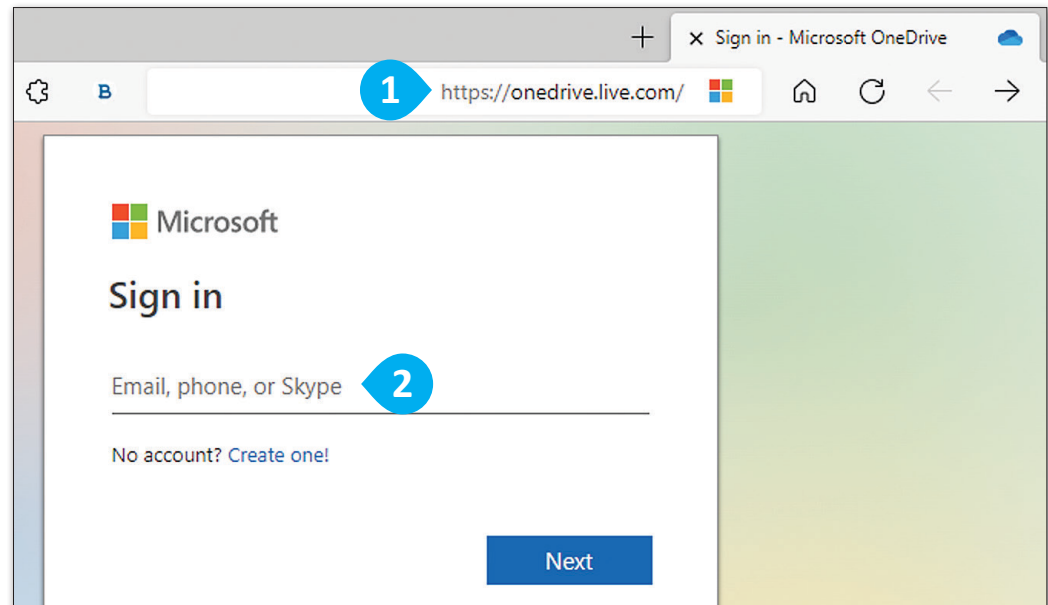 Sign in - Microsoft OneDrive
B
1
https://onedrive.live.com/
Microsoft
Sign in
Email, phone, or Skype
2
No account? Create one!
Next